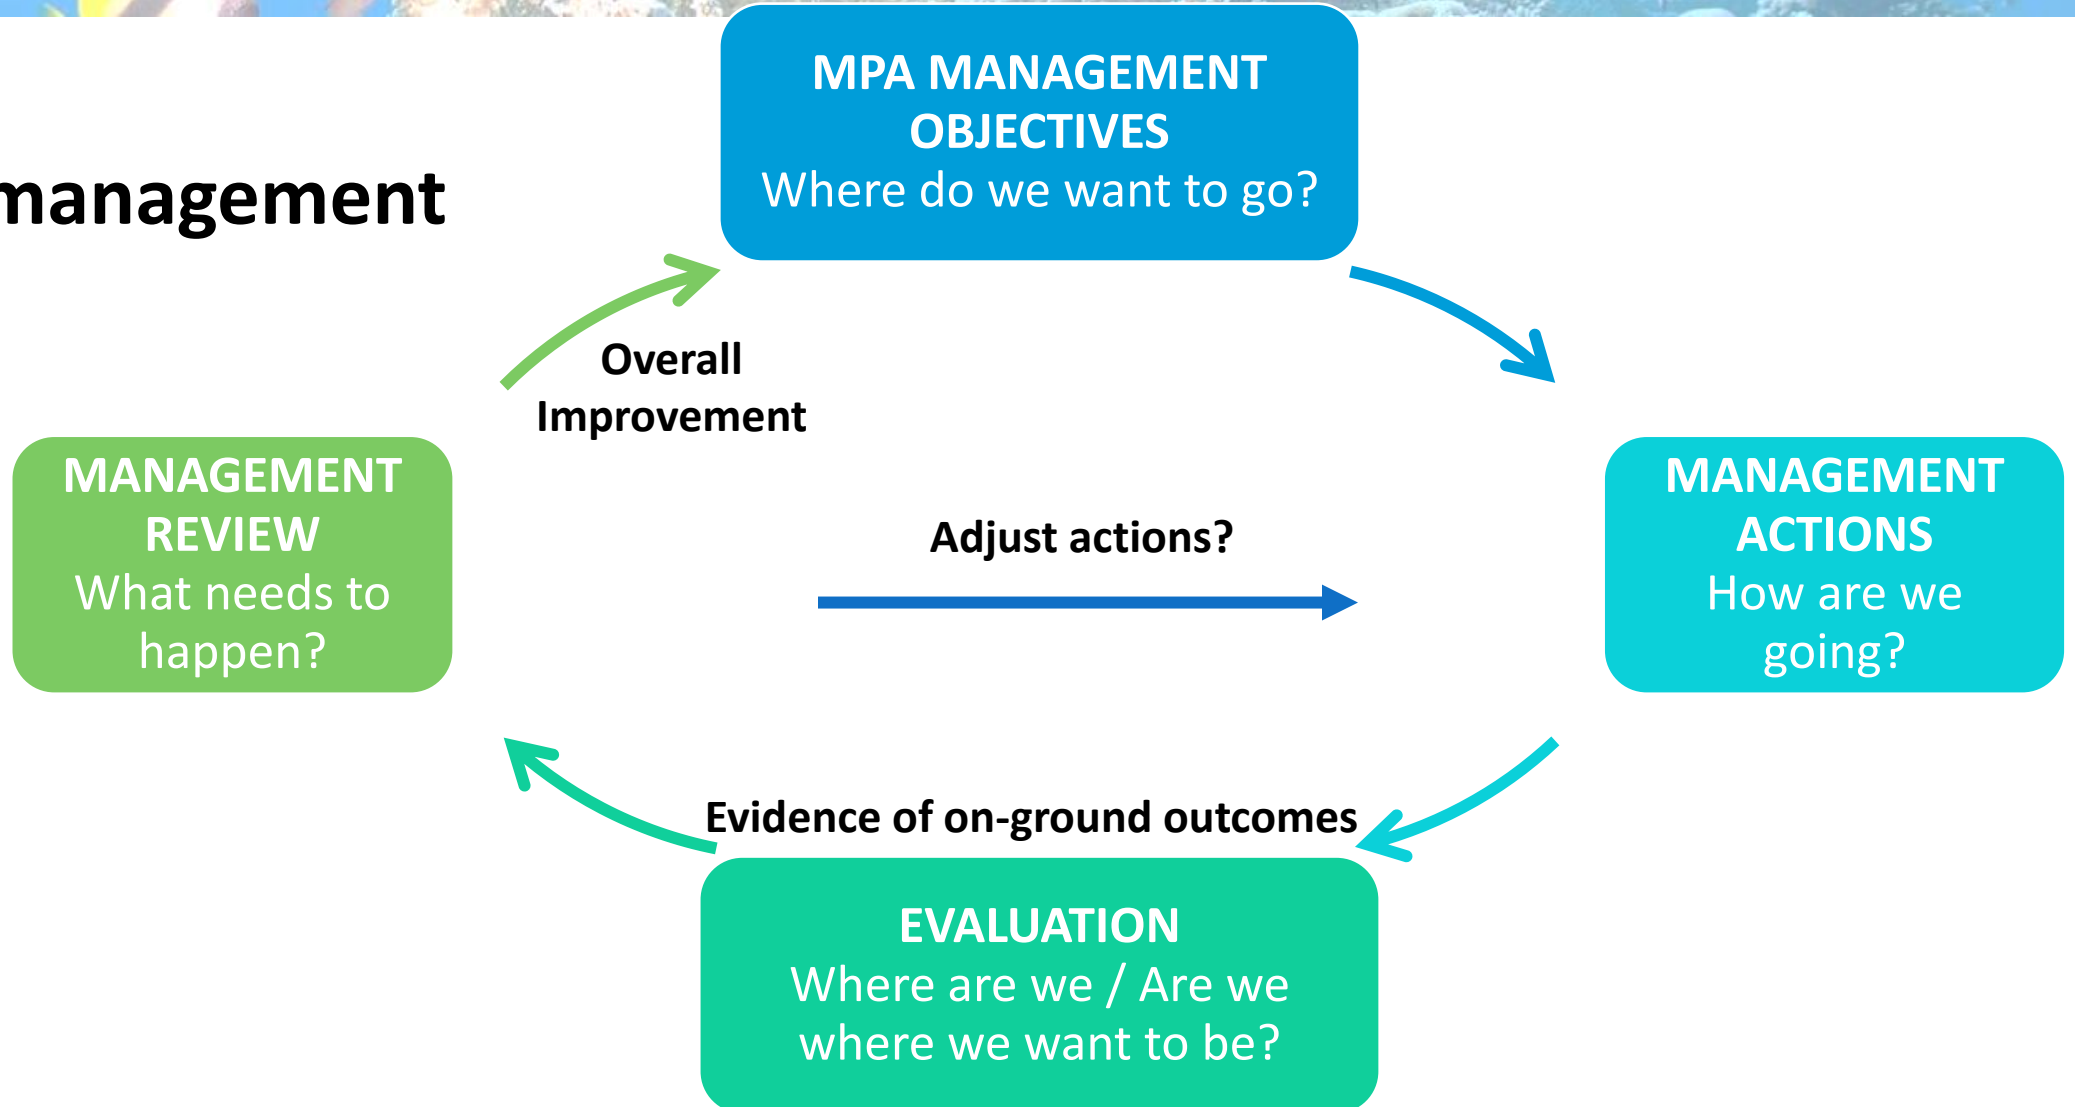 MPA MANAGEMENT
OBJECTIVES
Where do we want to go?
management
Overall
Improvement
MANAGEMENT
REVIEW
What needs to
happen?
Adjust actions?
MANAGEMENT
ACTIONS
How are we
going?
Evidence of on-ground outcomes
EVALUATION
Where are we / Are we
where we want to be?